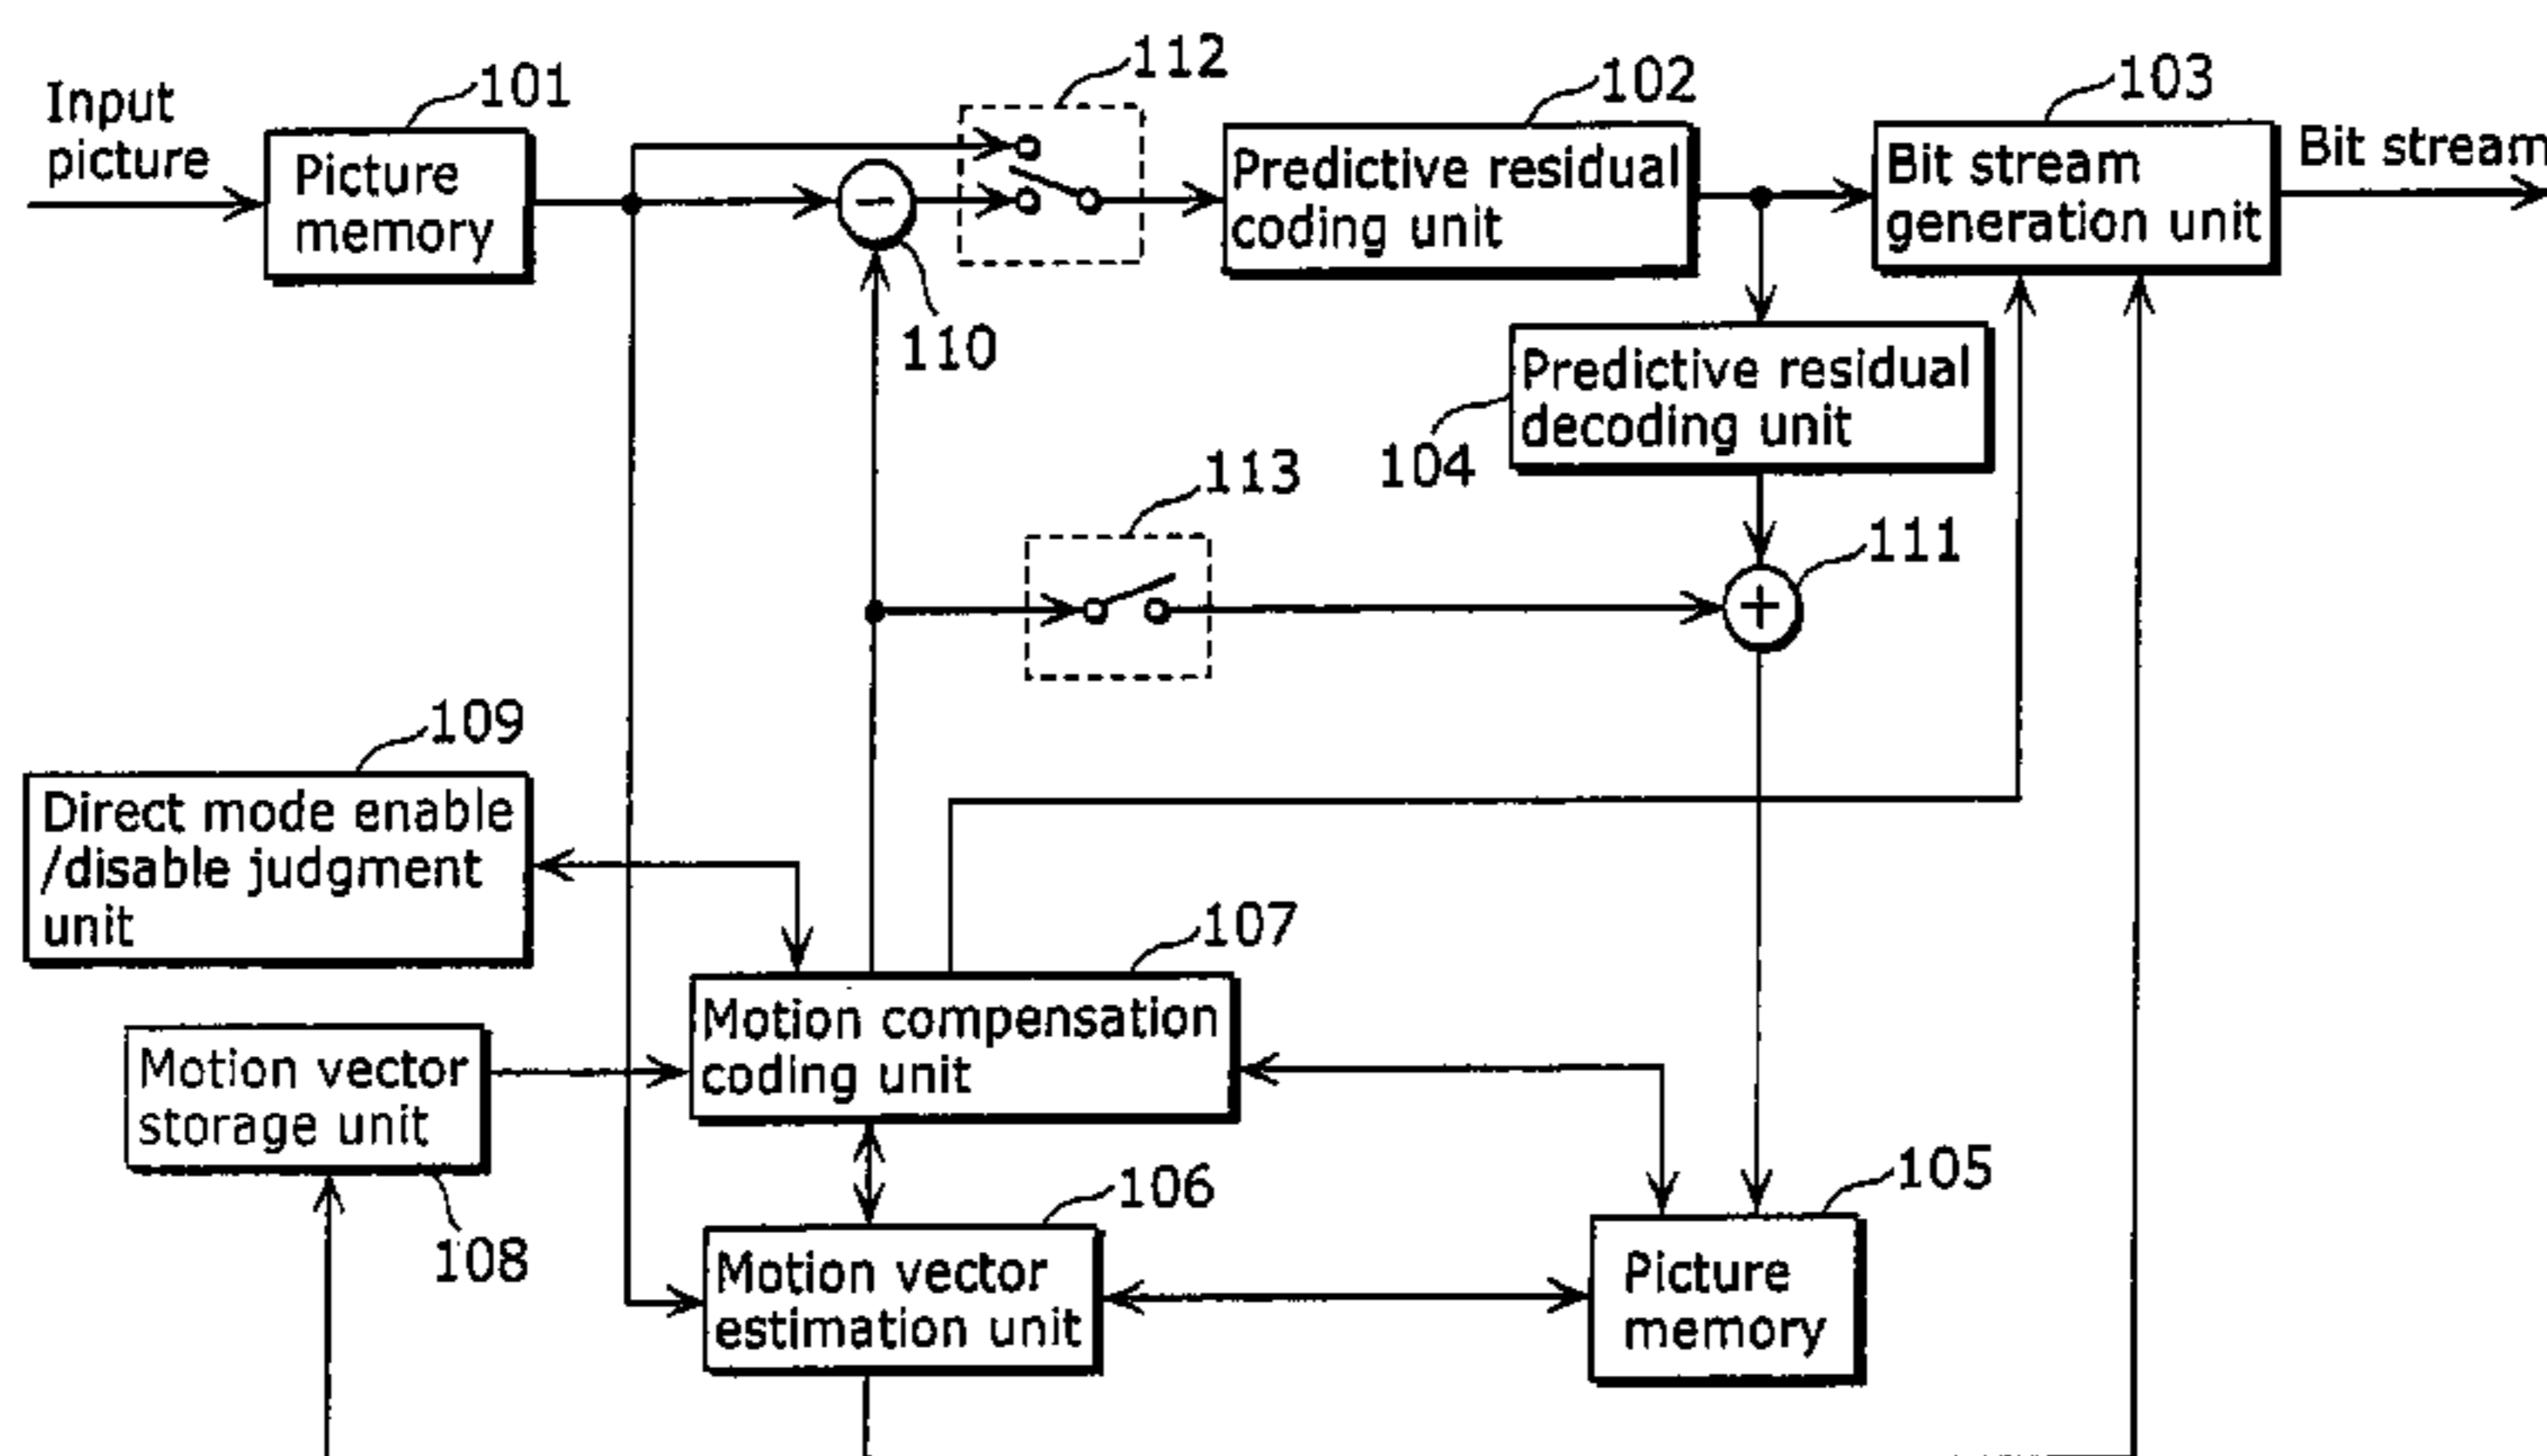 Input
picture
101
Picture
memory
112
110
102
Predictive residual
coding unit
103
Bit stream
generation unit
Bit stream
Predictive residual
decoding unit
104
113
111
+
109
Direct mode enable
/disable judgment
unit
107
Motion compensation
coding unit
Motion vector
storage unit
108
106
Motion vector
estimation unit
105
Picture
memory